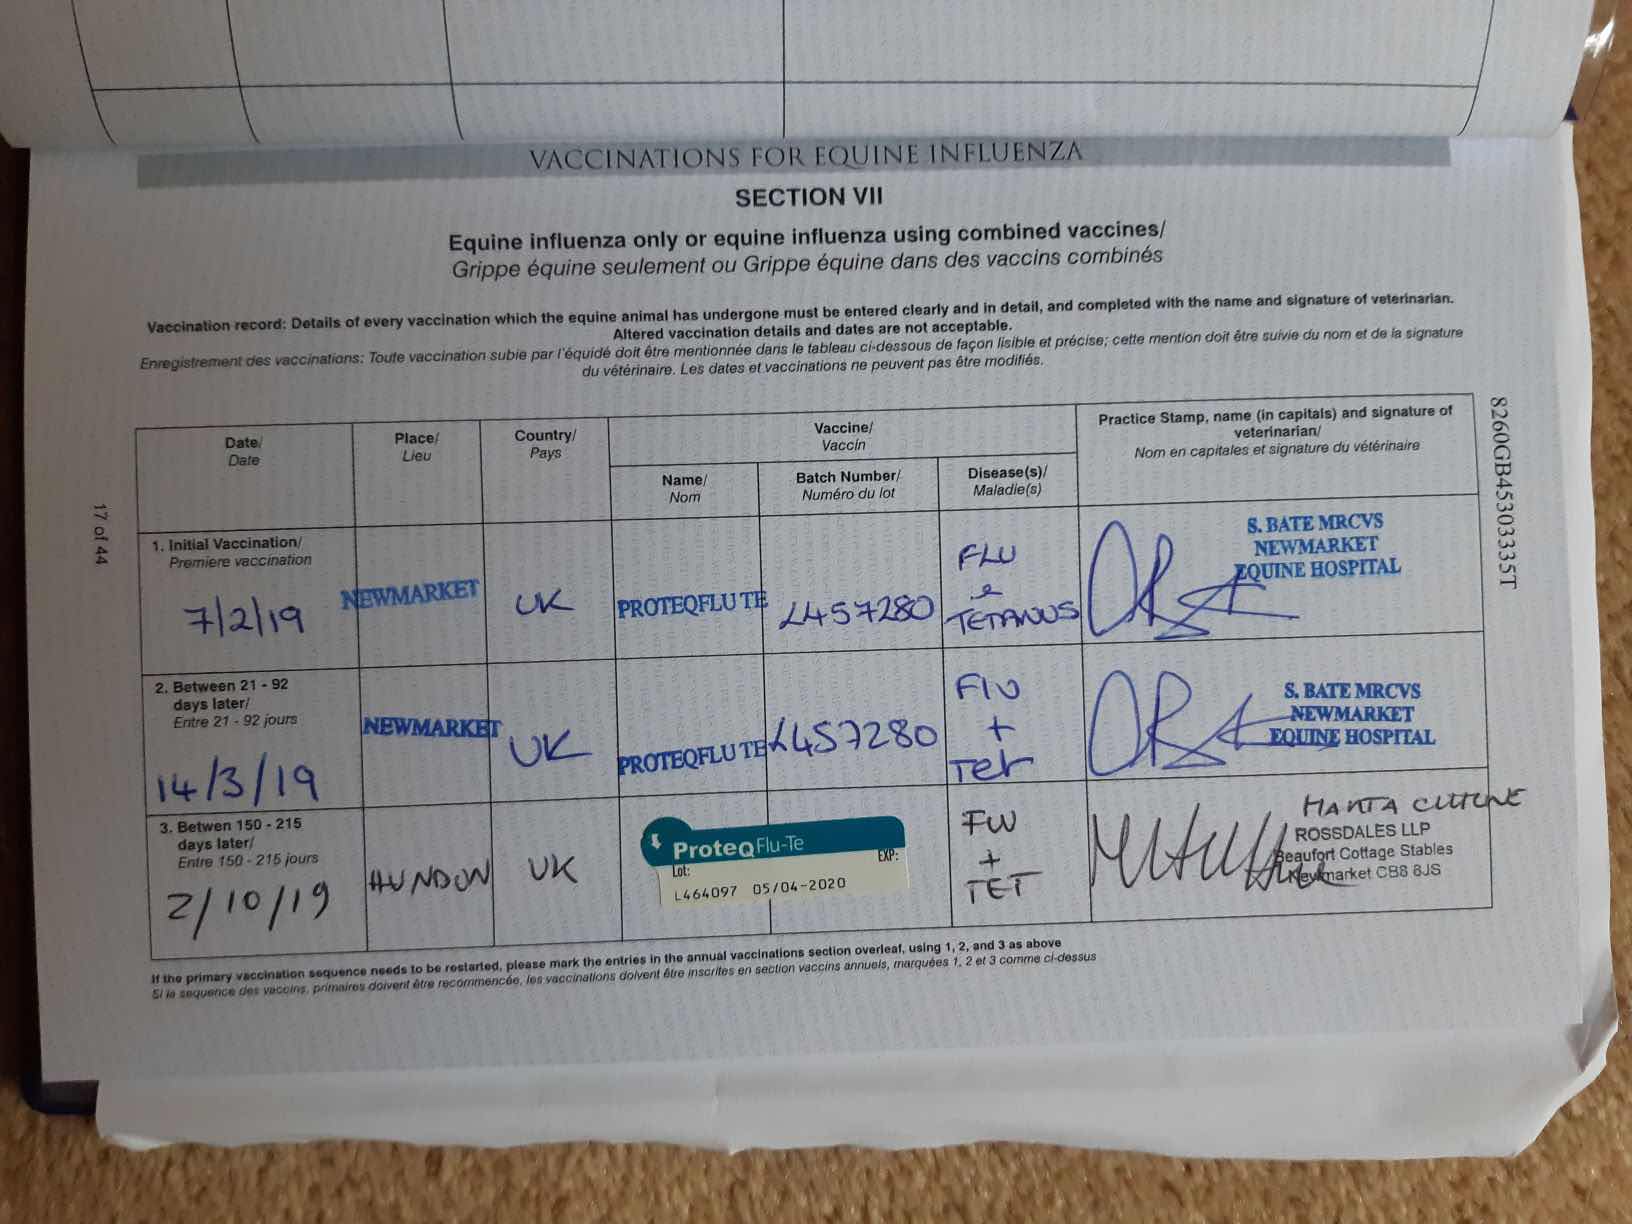 VACCINATIONS FOR EQUINE INFLUENZA
SECTION VII
Equine influenza only or equine influenza using combined vaccines/
Grippe équine seulement ou Grippe équine dans des vaccins combinés
Vaccination record: Details of every vaccination which the equine animal has undergone must be entered clearly and in detail, and completed with the name and signature of veterinarian.
Altered vaccination details and dates are not acceptable.
Enregistrement des vaccinations: Toute vaccination subie par l'équidé doit être mentionnée dans le tableau ci-dessous de façon lisible et précise; cette mention doit être suivie du nom et de la signature
du vétérinaire. Les dates et vaccinations ne peuvent pas être modifiés.
Date/
Date
Place/
Lieu
Country/
Pays
Vaccine/
Vaccin
Name/
Nom
Batch Number/
Numéro du lot
Disease(s)/
Maladie(s)
Practice Stamp, name (in capitals) and signature of
veterinarian/
Nom en capitales et signature du vétérinaire
1. Initial Vaccination/
Premiere vaccination
7/2/19
NEWMARKET
UK
PROTEQFLU TE
L457280
FLU
e
TETANUS
S. BATE MRCVS
NEWMARKET
EQUINE HOSPITAL
2. Between 21 - 92
days later/
Entre 21 - 92 jours
14/3/19
NEWMARKET
UK
PROTEQFLU TE
L457280
Flu
+
Tet
S. BATE MRCVS
NEWMARKET
EQUINE HOSPITAL
3. Betwen 150 - 215
days later/
Entre 150 - 215 jours
2/10/19
HUNDON
UK
ProteqFlu-Te
Lot:
EXP:
L464097 05/04-2020
FLU
+
TET
ROSSDALES LLP
Beaufort Cottage Stables
Newmarket CB8 8JS
If the primary vaccination sequence needs to be restarted, please mark the entries in the annual vaccinations section overleaf, using 1, 2, and 3 as above
Si la sequence des vaccins, primaires doivent être recommencée, les vaccinations doivent être inscrites en section vaccins annuels, marquées 1, 2 et 3 comme ci-dessus
17 of 44
8260GB45303335T